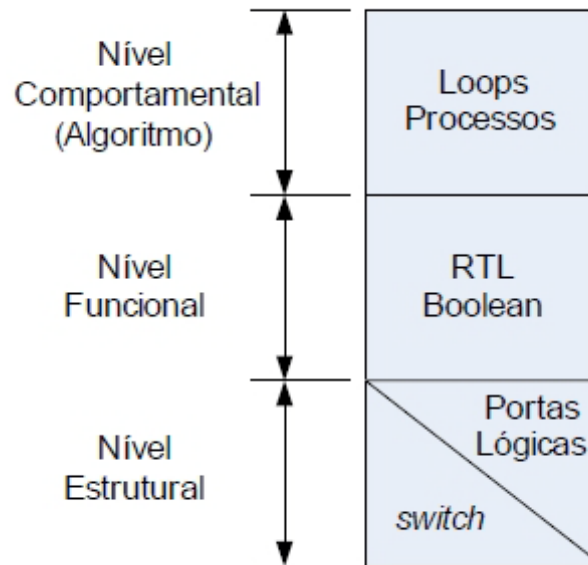 Nível
Comportamental
(Algoritmo)
Loops
Processos
Nível
Funcional
RTL
Boolean
Nível
Estrutural
Portas
Lógicas
switch